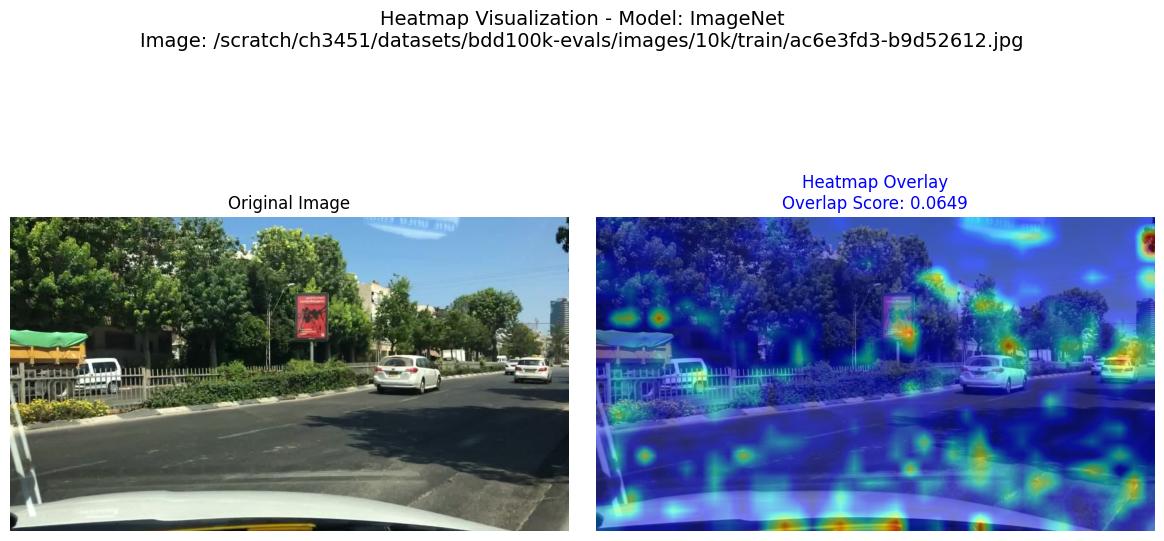 Heatmap Visualization - Model: ImageNet
Image: /scratch/ch3451/datasets/bdd100k-evals/images/10k/train/ac6e3fd3-b9d52612.jpg
Original Image
Heatmap Overlay
Overlap Score: 0.0649